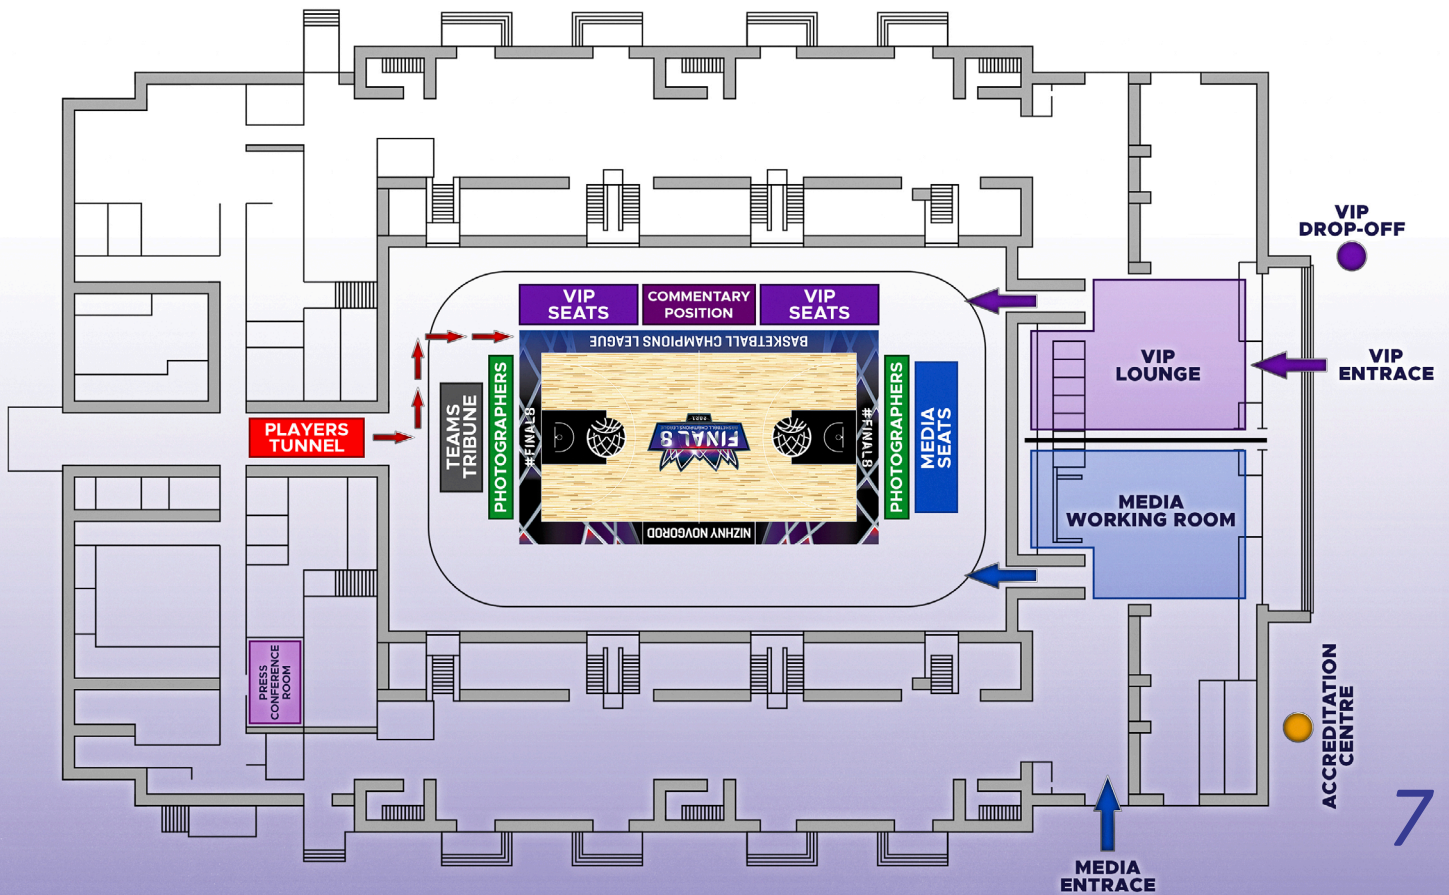 VIP
DROP-OFF
VIP
SEATS
COMMENTARY
POSITION
VIP
SEATS
BASKETBALL CHAMPIONS LEAGUE
VIP
LOUNGE
VIP
ENTRACE
PLAYERS
TUNNEL
TEAMS
TRIBUNE
PHOTOGRAPHERS
#FINAL8
2021
FINAL 8
#FINAL8
PHOTOGRAPHERS
MEDIA
SEATS
NIZHNY NOVGOROD
MEDIA
WORKING ROOM
PRESS
CONFERENCE
ROOM
ACCREDITATION
CENTRE
7
MEDIA
ENTRACE